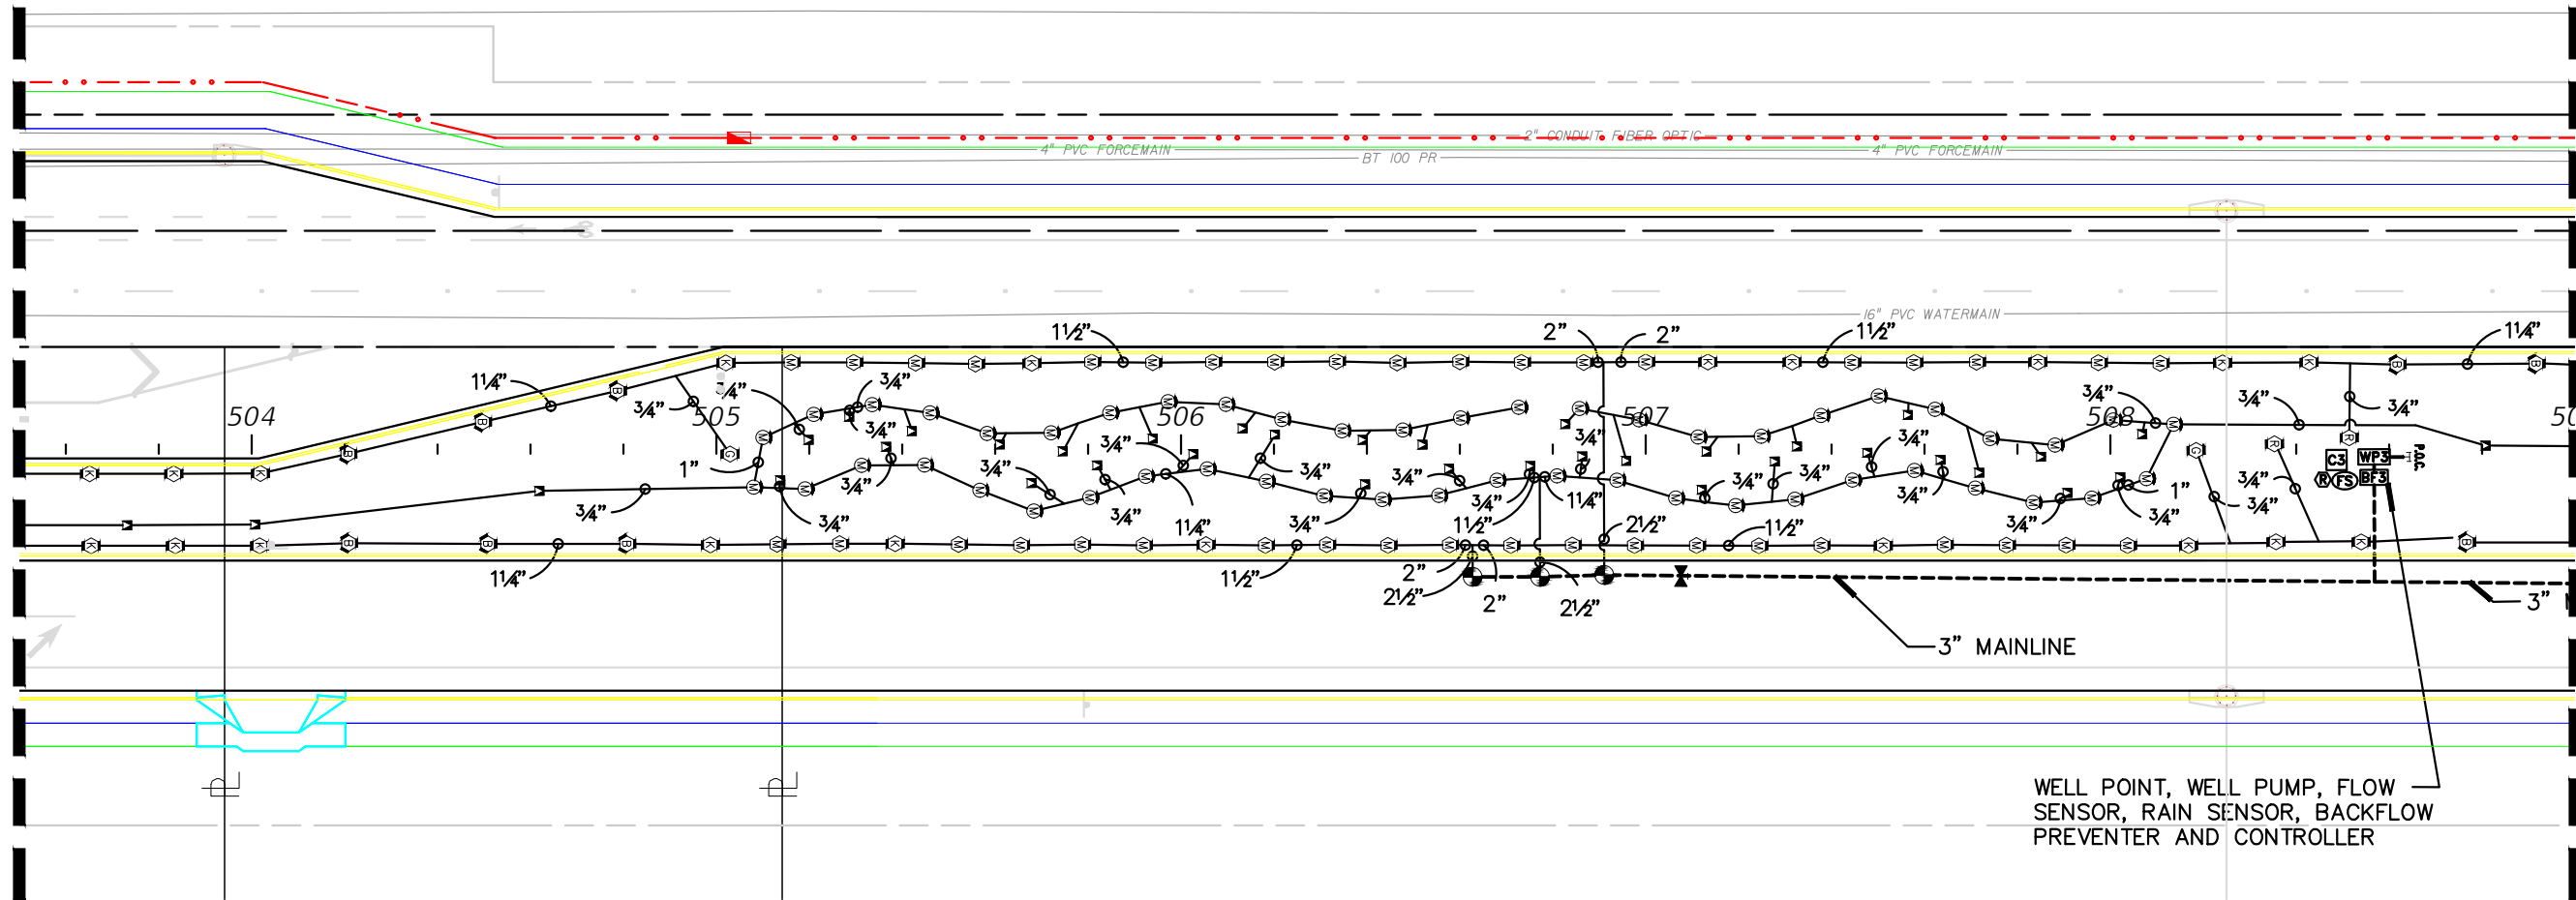 2" CONDUIT FIBER OPTIC
4" PVC FORCEMAIN
4" PVC FORCEMAIN
BT 100 PR
16" PVC WATERMAIN
1½" 2" 2" 1½" 1¼"
1¼" 3/4" 3/4" 3/4" 3/4" 3/4"
504 505 506 507 508 50
3/4" 3/4" 3/4" 3/4"
1" 3/4" 3/4" 3/4" 3/4" 3/4" 3/4" 1" 3/4"
C3 WP3 P.O.C.
R FS BF3
3/4" 3/4" 3/4" 1¼" 3/4" 3/4" 1¼" 3/4" 3/4" 3/4"
1½" 2½" 1½"
1¼" 1½" 2"
2½" 2" 2½"
3"
3" MAINLINE
WELL POINT, WELL PUMP, FLOW
SENSOR, RAIN SENSOR, BACKFLOW
PREVENTER AND CONTROLLER